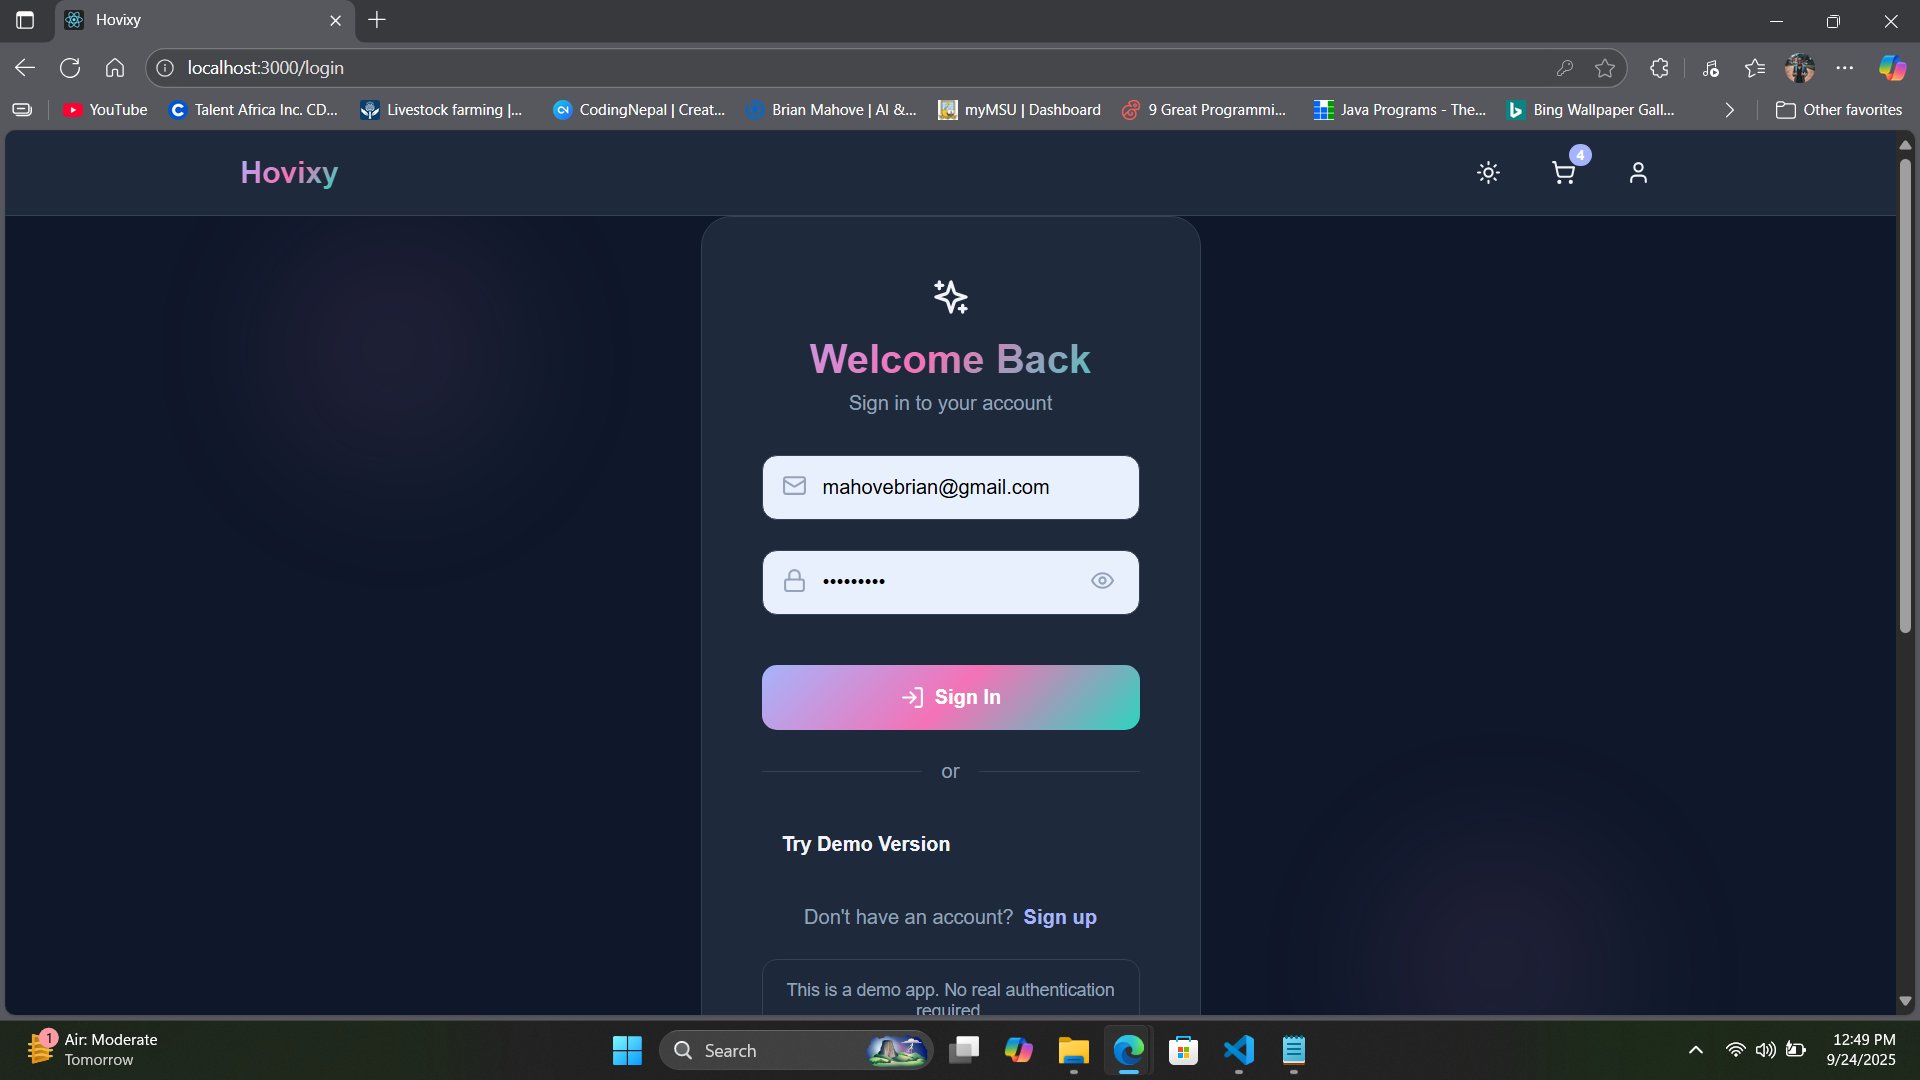 Hovixy
localhost:3000/login
YouTube
Talent Africa Inc. CD...
Livestock farming |...
CodingNepal | Creat...
Brian Mahove | AI &...
myMSU | Dashboard
9 Great Programmi...
Java Programs - The...
Bing Wallpaper Gall...
Other favorites
Hovixy
4
Welcome Back
Sign in to your account
mahovebrian@gmail.com
•••••••••
Sign In
or
Try Demo Version
Don't have an account? Sign up
This is a demo app. No real authentication
required
1
Air: Moderate
Tomorrow
Search
12:49 PM
9/24/2025